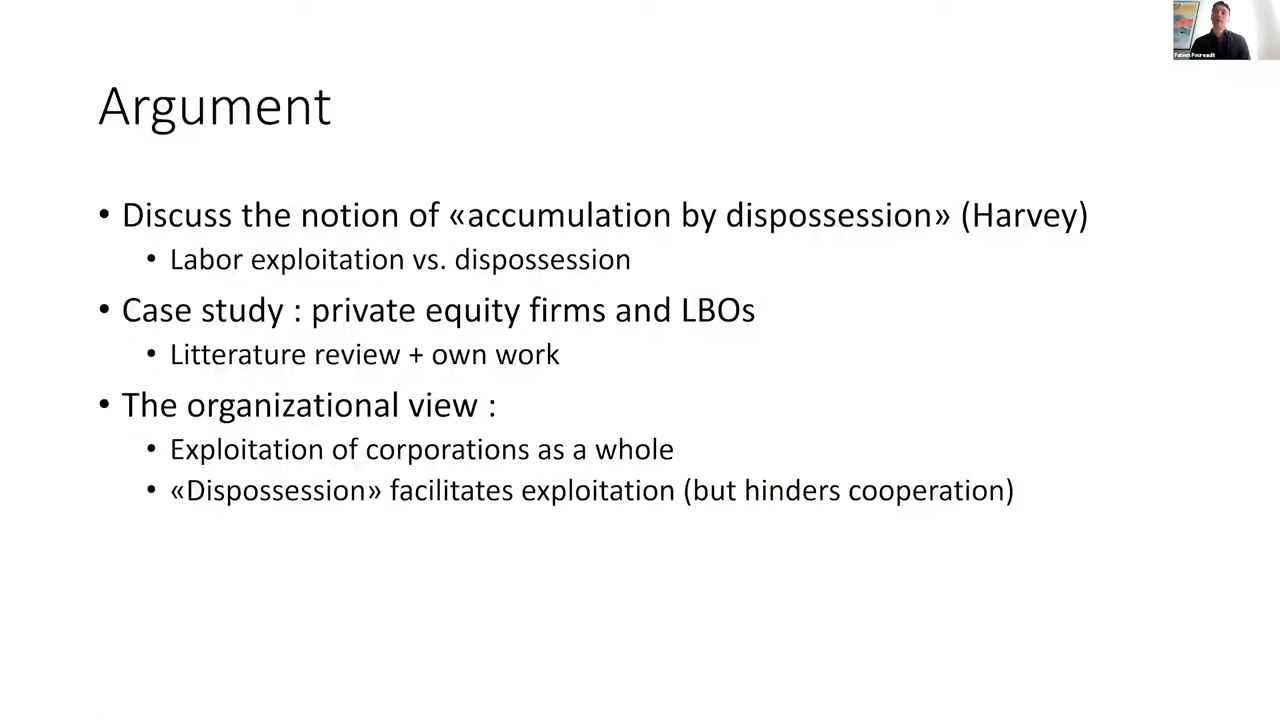 Fabien Foureault
Argument
• Discuss the notion of «accumulation by dispossession» (Harvey)
• Labor exploitation vs. dispossession
• Case study : private equity firms and LBOs
• Litterature review + own work
• The organizational view :
• Exploitation of corporations as a whole
• «Dispossession» facilitates exploitation (but hinders cooperation)